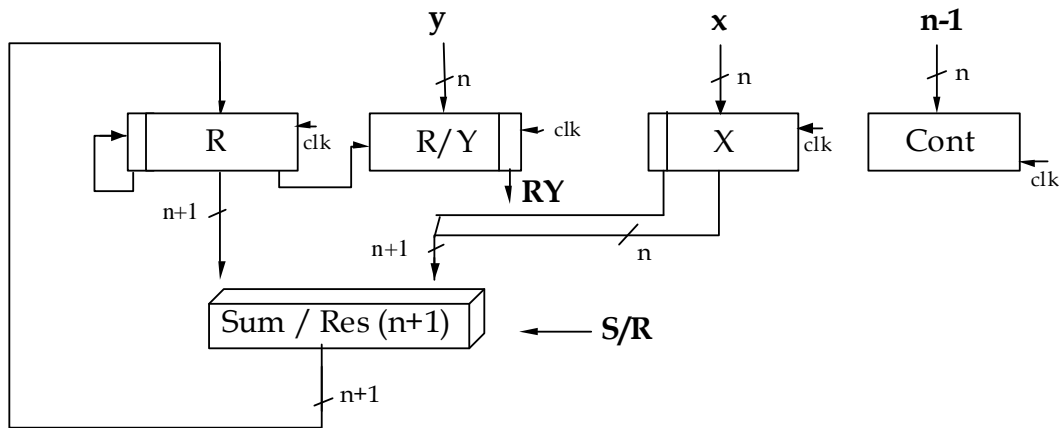 y
x
n-1
n
n
n
R
clk
R/Y
clk
X
clk
Cont
clk
RY
n+1
n+1
n
Sum / Res (n+1)
S/R
n+1